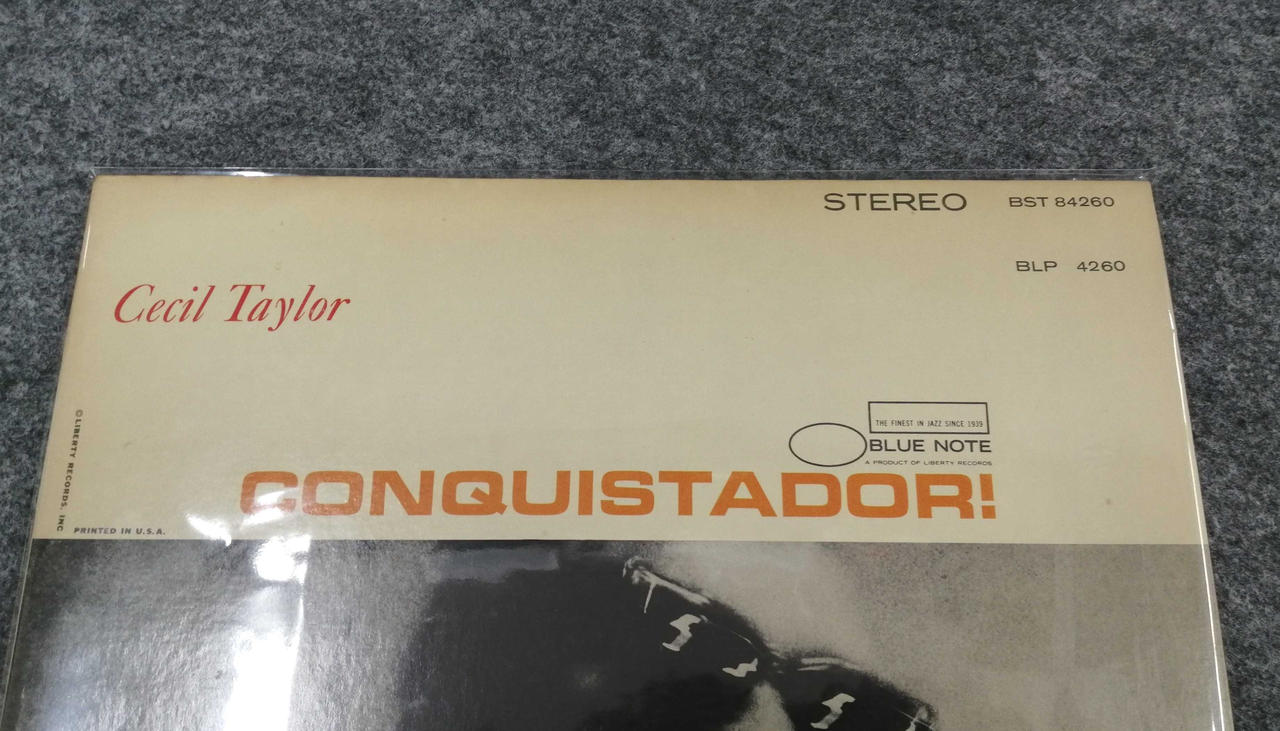 STEREO BST 84260
BLP 4260
Cecil Taylor
THE FINEST IN JAZZ SINCE 1939
BLUE NOTE
A PRODUCT OF LIBERTY RECORDS
CONQUISTADOR!
© LIBERTY RECORDS, INC
PRINTED IN U.S.A.